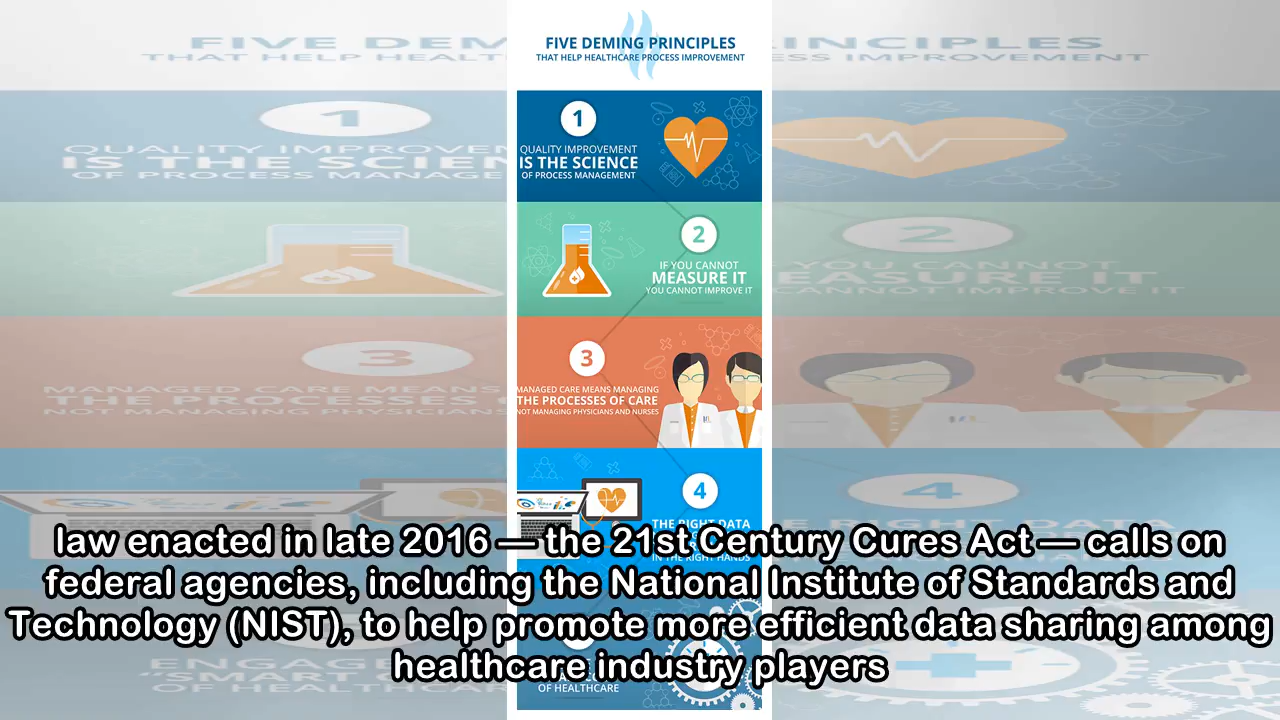 FIVE DEMING PRINCIPLES
THAT HELP HEALTHCARE PROCESS IMPROVEMENT
1
QUALITY IMPROVEMENT
IS THE SCIENCE
OF PROCESS MANAGEMENT
2
IF YOU CANNOT
MEASURE IT
YOU CANNOT IMPROVE IT
3
MANAGED CARE MEANS MANAGING
THE PROCESSES OF CARE
NOT MANAGING PHYSICIANS AND NURSES
4
THE RIGHT DATA
IN THE RIGHT HANDS
law enacted in late 2016 — the 21st Century Cures Act — calls on
federal agencies, including the National Institute of Standards and
Technology (NIST), to help promote more efficient data sharing among
healthcare industry players
OF HEALTHCARE